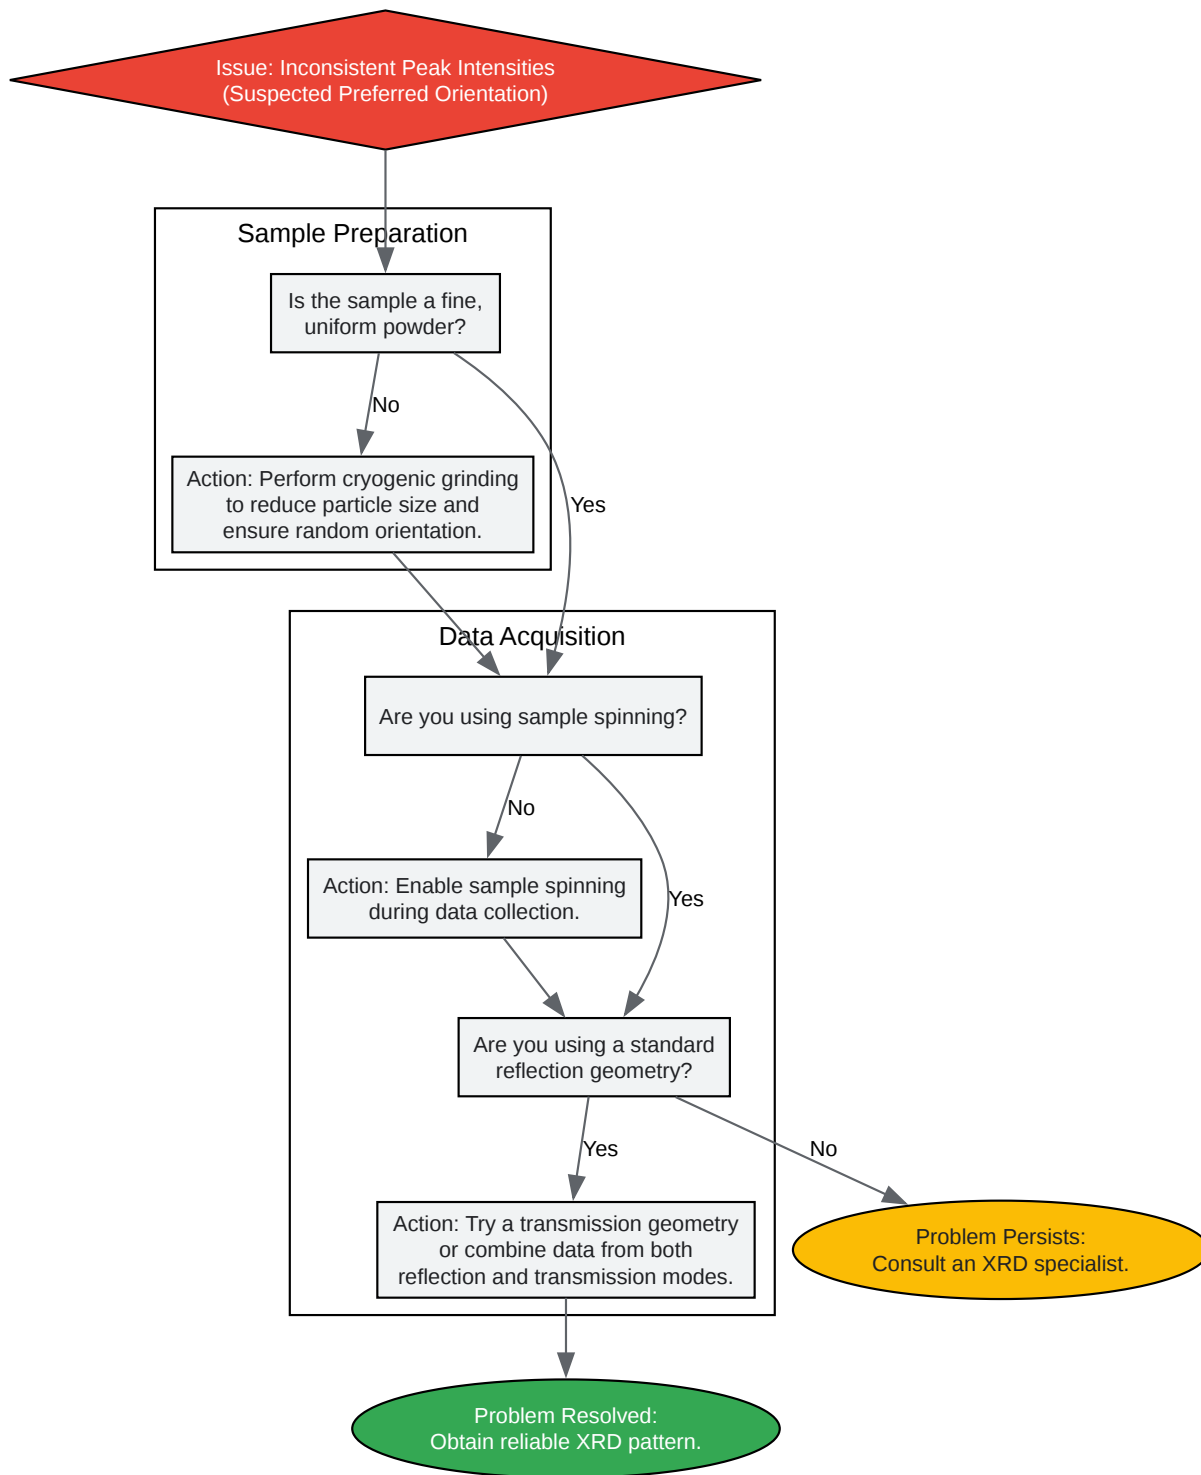 Issue: Inconsistent Peak Intensities
(Suspected Preferred Orientation)
Sample Preparation
Is the sample a fine,
uniform powder?
No
Action: Perform cryogenic grinding
to reduce particle size and
ensure random orientation.
Yes
Data Acquisition
Are you using sample spinning?
No
Action: Enable sample spinning
during data collection.
Yes
Are you using a standard
reflection geometry?
Yes
No
Action: Try a transmission geometry
or combine data from both
reflection and transmission modes.
Problem Persists:
Consult an XRD specialist.
Problem Resolved:
Obtain reliable XRD pattern.